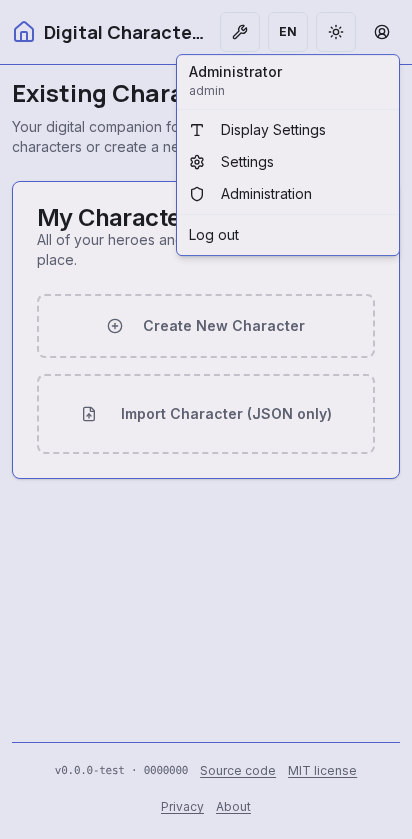 Digital Characte…
EN
Administrator
admin
Display Settings
Settings
Administration
Log out
Existing Chara
Your digital companion fo
characters or create a ne
My Characte
All of your heroes an
place.
Create New Character
Import Character (JSON only)
v0.0.0-test · 0000000 Source code MIT license
Privacy About